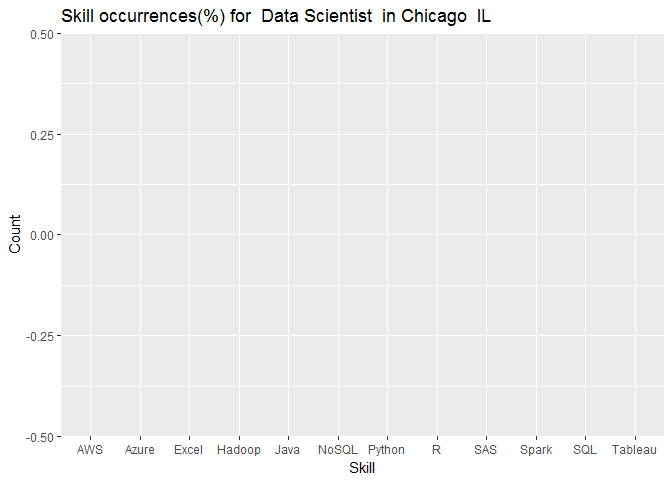 Skill occurrences(%) for  Data Scientist  in Chicago  IL
0.50
0.25
0.00
-0.25
-0.50
Count
AWS Azure Excel Hadoop Java NoSQL Python R SAS Spark SQL Tableau
Skill